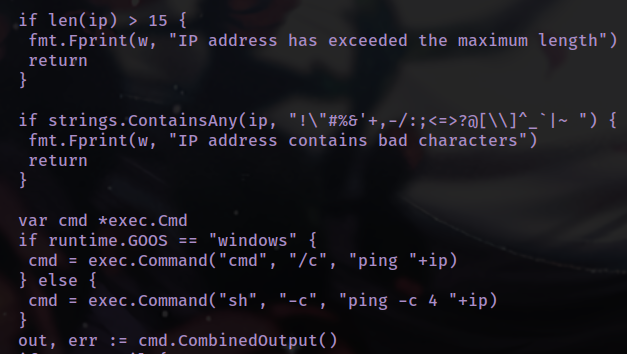 if len(ip) > 15 {
 fmt.Fprint(w, "IP address has exceeded the maximum length")
 return
}

if strings.ContainsAny(ip, "!\"#%&'+,-/:;<=>?@[\\]^_`|~ ") {
 fmt.Fprint(w, "IP address contains bad characters")
 return
}

var cmd *exec.Cmd
if runtime.GOOS == "windows" {
 cmd = exec.Command("cmd", "/c", "ping "+ip)
} else {
 cmd = exec.Command("sh", "-c", "ping -c 4 "+ip)
}
out, err := cmd.CombinedOutput()